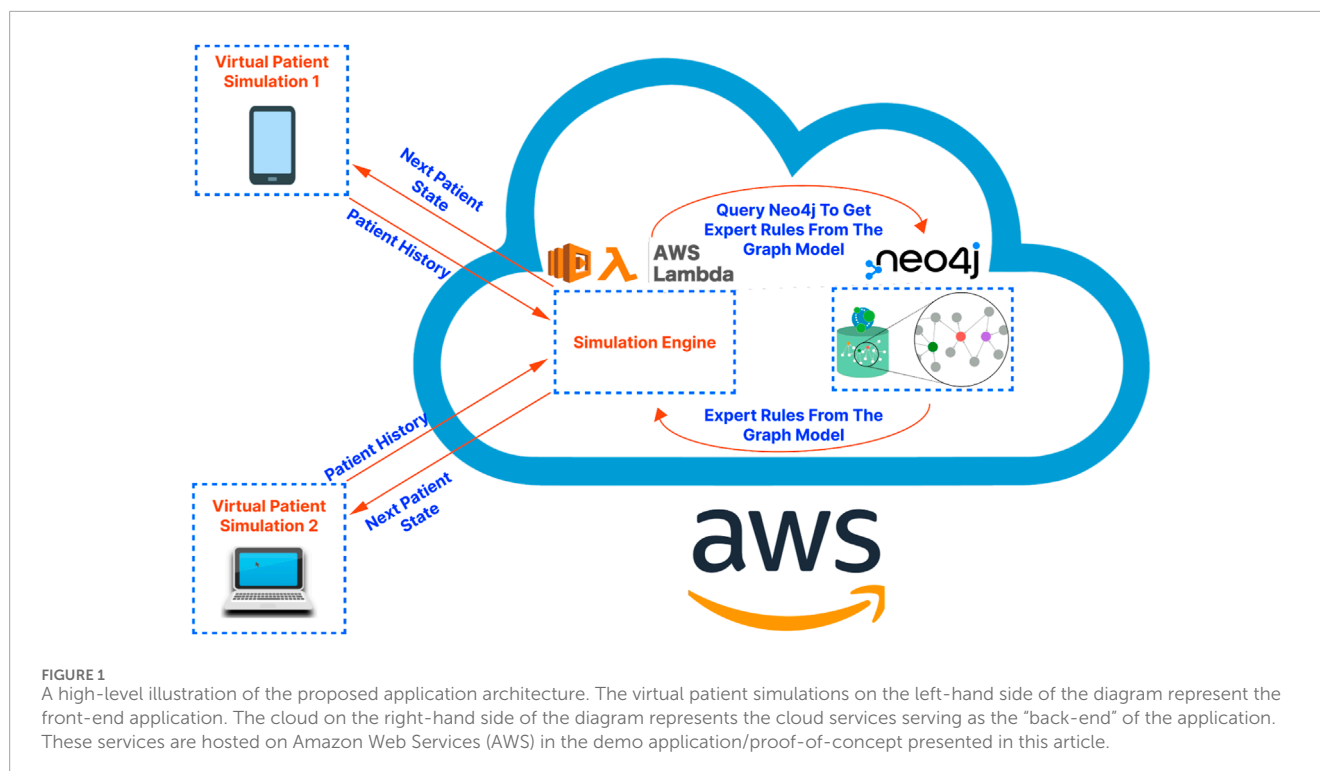 Virtual Patient
Simulation 1
Next Patient
State
Patient History
Query Neo4j To Get
Expert Rules From The
Graph Model
AWS
Lambda
neo4j
Simulation Engine
Expert Rules From The
Graph Model
Patient History
Next Patient
State
Virtual Patient
Simulation 2
aws
FIGURE 1
A high-level illustration of the proposed application architecture. The virtual patient simulations on the left-hand side of the diagram represent the
front-end application. The cloud on the right-hand side of the diagram represents the cloud services serving as the “back-end” of the application.
These services are hosted on Amazon Web Services (AWS) in the demo application/proof-of-concept presented in this article.